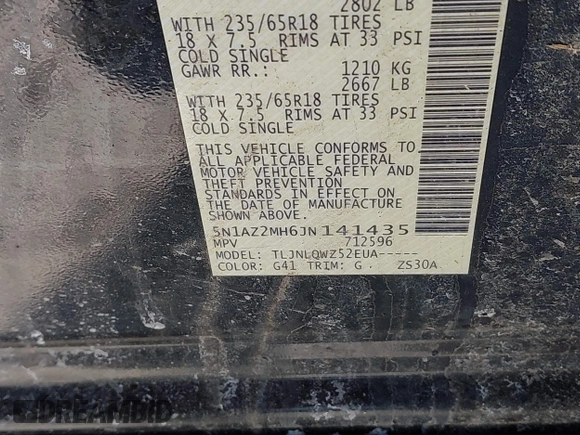 2802 LB
WITH 235/65R18 TIRES
18 X 7.5 RIMS AT 33 PSI
COLD SINGLE
GAWR RR.: 1210 KG
2667 LB
WITH 235/65R18 TIRES
18 X 7.5 RIMS AT 33 PSI
COLD SINGLE
THIS VEHICLE CONFORMS TO
ALL APPLICABLE FEDERAL
MOTOR VEHICLE SAFETY AND
THEFT PREVENTION
STANDARDS IN EFFECT ON
THE DATE OF MANUFACTURE
SHOWN ABOVE.
5N1AZ2MH6JN141435
MPV 712596
MODEL: TLJNLQWZ52EUA-----
COLOR: G41 TRIM: G . ZS30A
DREAMBID